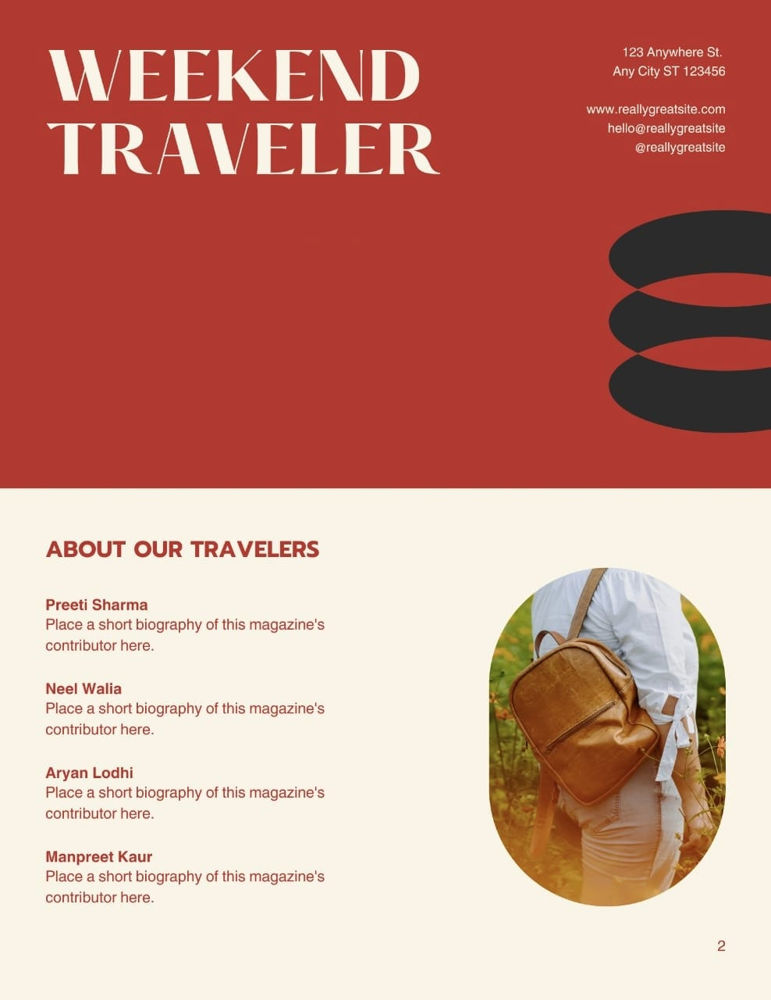 WEEKEND
TRAVELER
123 Anywhere St.
Any City ST 123456
www.reallygreatsite.com
hello@reallygreatsite
@reallygreatsite
ABOUT OUR TRAVELERS
Preeti Sharma
Place a short biography of this magazine's
contributor here.
Neel Walia
Place a short biography of this magazine's
contributor here.
Aryan Lodhi
Place a short biography of this magazine's
contributor here.
Manpreet Kaur
Place a short biography of this magazine's
contributor here.
2